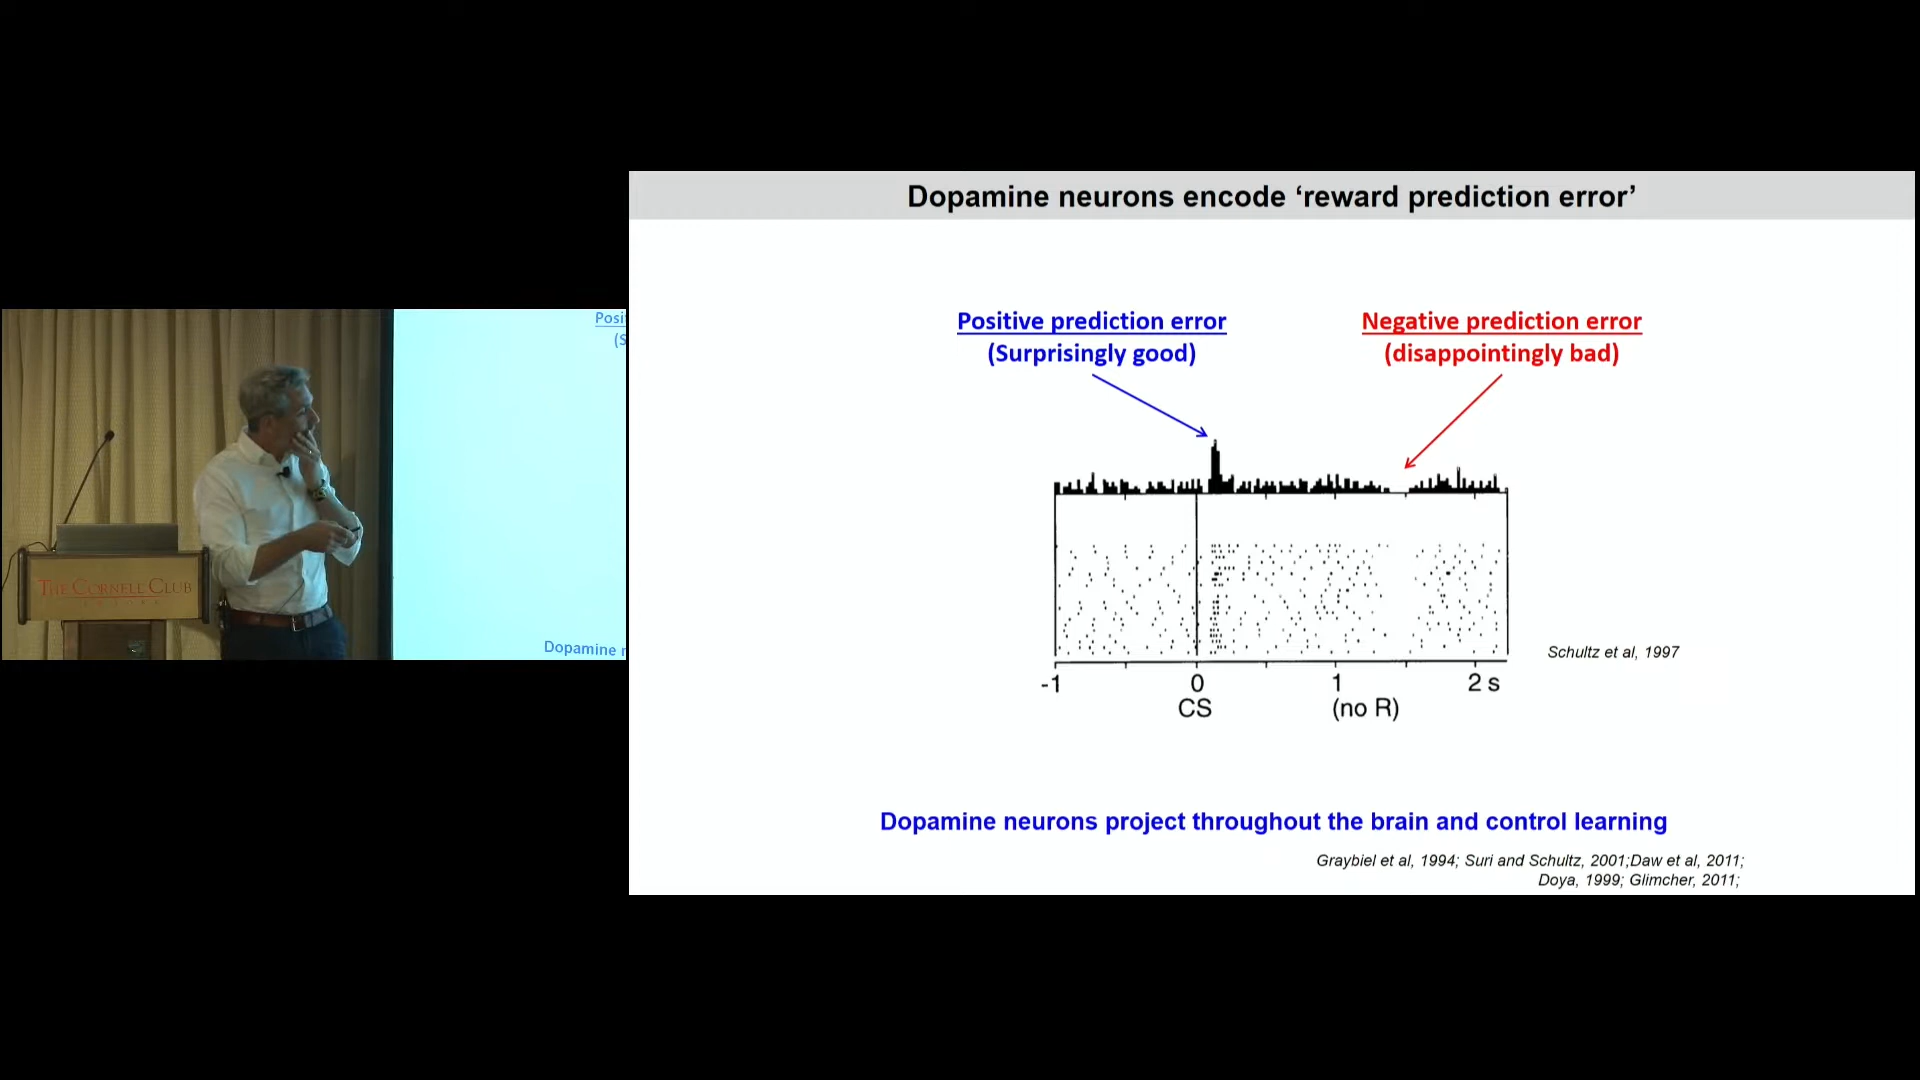 Dopamine neurons encode ‘reward prediction error’
Positive prediction error
(Surprisingly good)
Negative prediction error
(disappointingly bad)
Schultz et al, 1997
-1
0
1
2 s
CS
(no R)
Dopamine neurons project throughout the brain and control learning
Graybiel et al, 1994; Suri and Schultz, 2001;Daw et al, 2011;
Doya, 1999; Glimcher, 2011;
Posi
(S
THE CORNELL CLUB
Dopamine